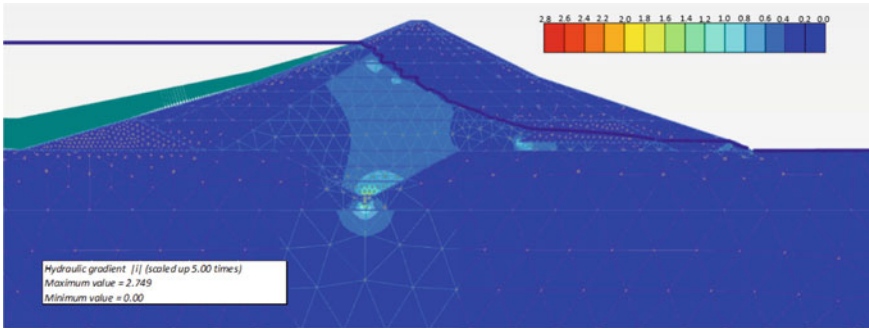 2.8 2.6 2.4 2.2 2.0 1.8 1.6 1.4 1.2 1.0 0.8 0.6 0.4 0.2 0.0
Hydraulic gradient |i| (scaled up 5.00 times)
Maximum value = 2.749
Minimum value = 0.00